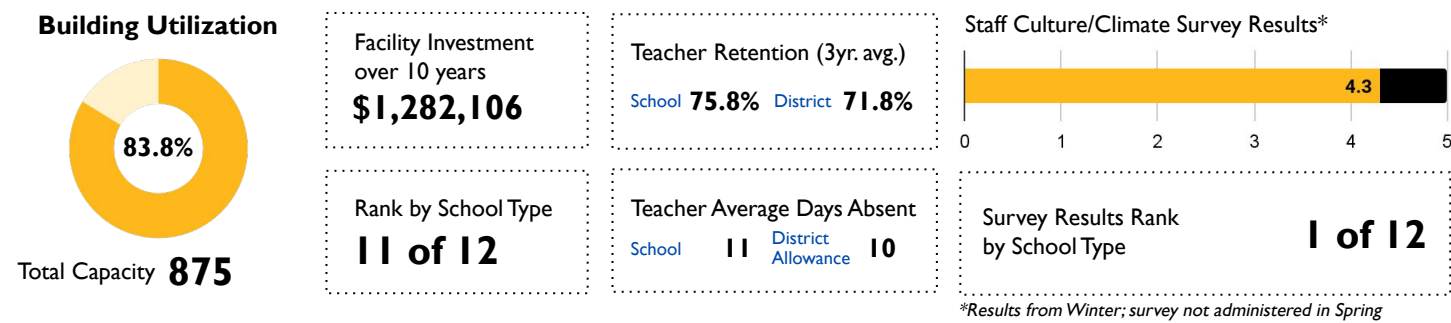 Building Utilization
83.8%
Total Capacity 875
Facility Investment
over 10 years
$1,282,106
Rank by School Type
11 of 12
Teacher Retention (3yr. avg.)
School 75.8% District 71.8%
Teacher Average Days Absent
School 11 District
Allowance 10
Staff Culture/Climate Survey Results*
4.3
0 1 2 3 4 5
Survey Results Rank
by School Type
1 of 12
*Results from Winter; survey not administered in Spring